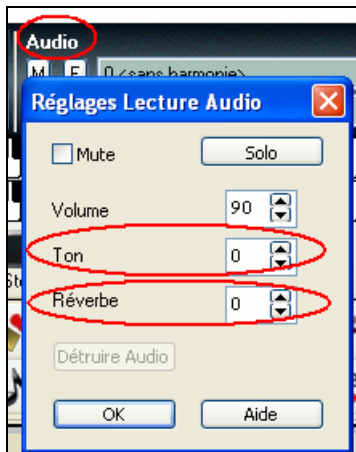 Audio
M F 0 <sans harmonie>
Réglages Lecture Audio
Mute Solo
Volume 90
Ton 0
Réverbe 0
Détruire Audio
OK Aide